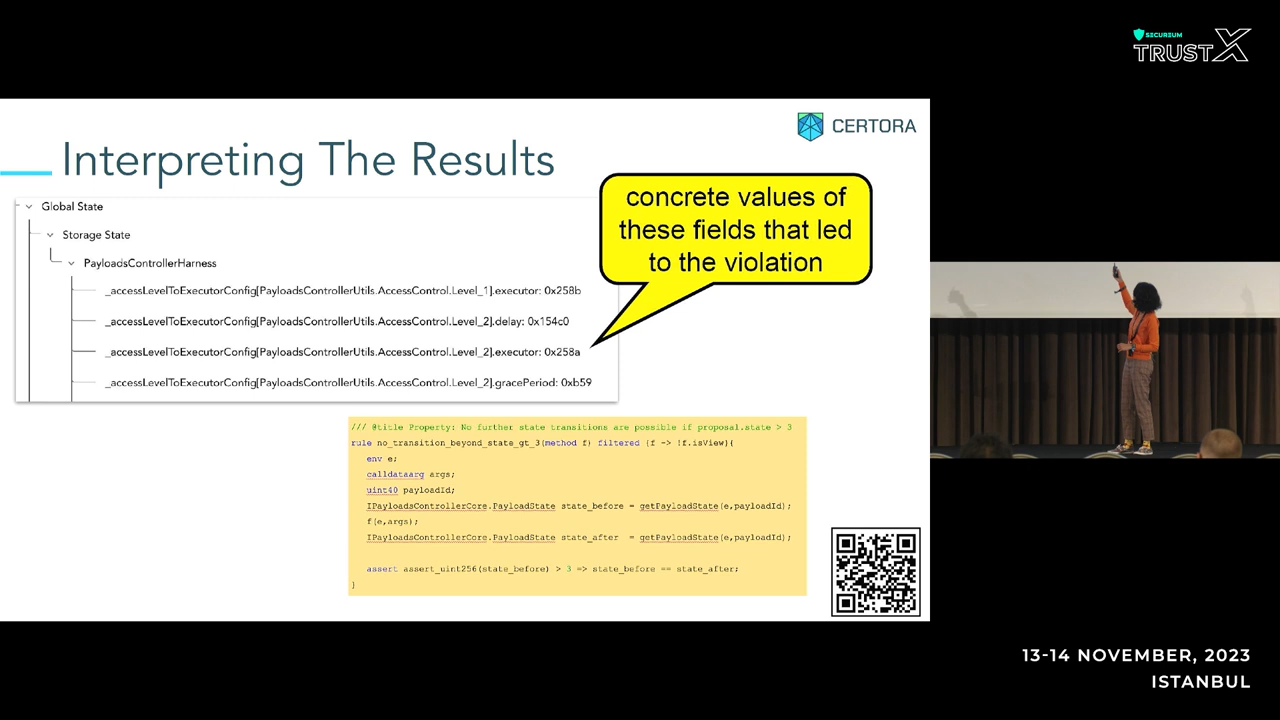 SECUREUM
TRUSTX
CERTORA
Interpreting The Results
concrete values of
these fields that led
to the violation
Global State
Storage State
PayloadsControllerHarness
_accessLevelToExecutorConfig[PayloadsControllerUtils.AccessControl.Level_1].executor: 0x258b
_accessLevelToExecutorConfig[PayloadsControllerUtils.AccessControl.Level_2].delay: 0x154c0
_accessLevelToExecutorConfig[PayloadsControllerUtils.AccessControl.Level_2].executor: 0x258a
_accessLevelToExecutorConfig[PayloadsControllerUtils.AccessControl.Level_2].gracePeriod: 0xb59
/// @title Property: No further state transitions are possible if proposal.state > 3
rule no_transition_beyond_state_gt_3(method f) filtered {f -> !f.isView}{
env e;
calldataarg args;
uint40 payloadId;
IPayloadsControllerCore.PayloadState state_before = getPayloadState(e,payloadId);
f(e,args);
IPayloadsControllerCore.PayloadState state_after = getPayloadState(e,payloadId);
assert assert_uint256(state_before) > 3 => state_before == state_after;
}
13-14 NOVEMBER, 2023
ISTANBUL